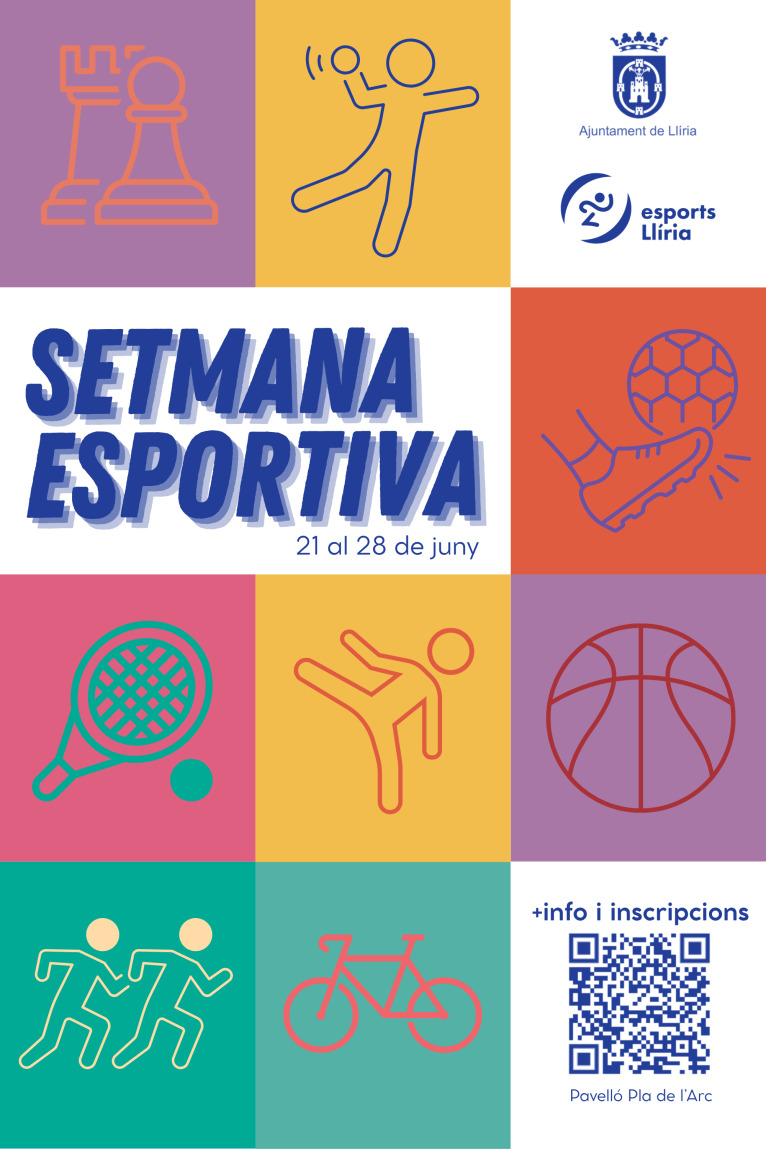 Ajuntament de Llíria
esports
Llíria
SETMANA
ESPORTIVA
21 al 28 de juny
+info i inscripcions
Pavelló Pla de l'Arc